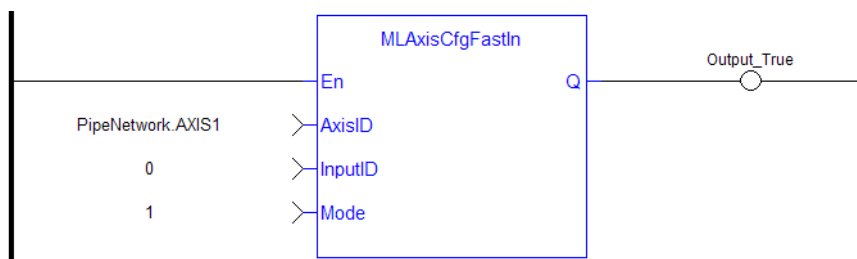 MLAxisCfgFastIn
Output_True
En
Q
PipeNetwork.AXIS1
AxisID
0
InputID
1
Mode